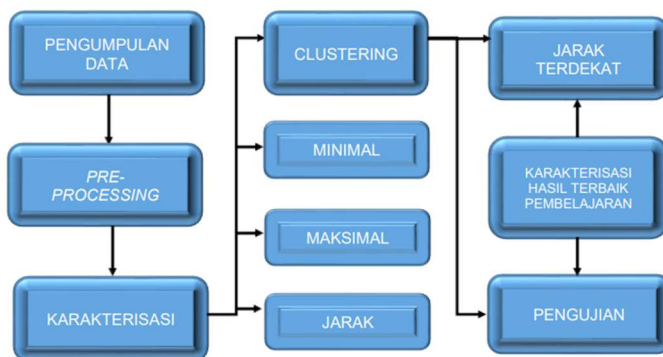 PENGUMPULAN
DATA
PRE-
PROCESSING
KARAKTERISASI
CLUSTERING
MINIMAL
MAKSIMAL
JARAK
JARAK
TERDEKAT
KARAKTERISASI
HASIL TERBAIK
PEMBELAJARAN
PENGUJIAN